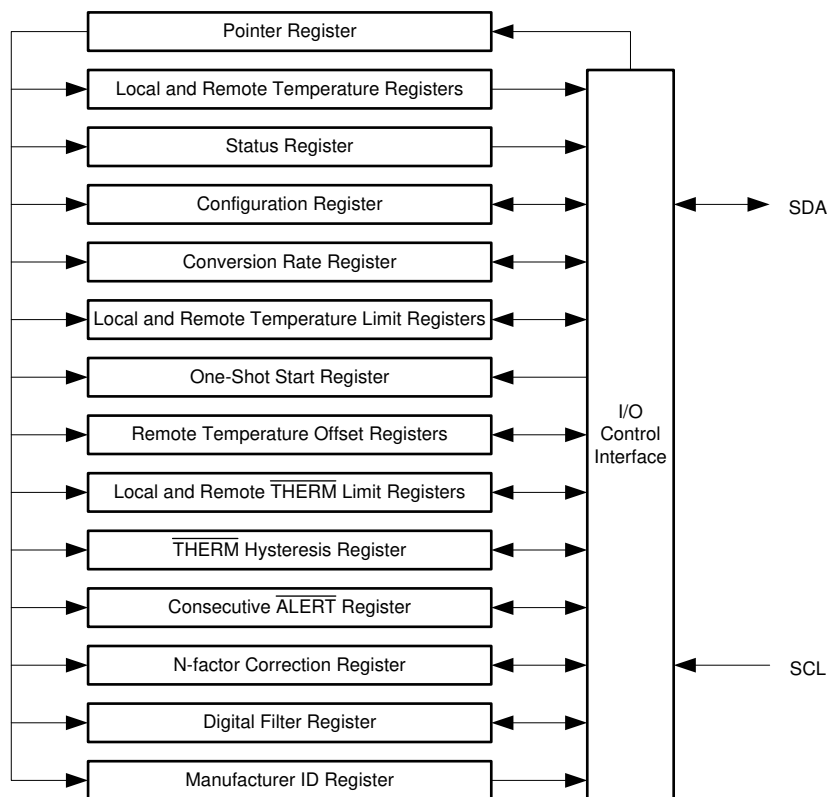 Pointer Register
Local and Remote Temperature Registers
Status Register
Configuration Register
SDA
Conversion Rate Register
Local and Remote Temperature Limit Registers
One-Shot Start Register
I/O
Control
Interface
Remote Temperature Offset Registers
Local and Remote THERM Limit Registers
THERM Hysteresis Register
Consecutive ALERT Register
N-factor Correction Register
SCL
Digital Filter Register
Manufacturer ID Register